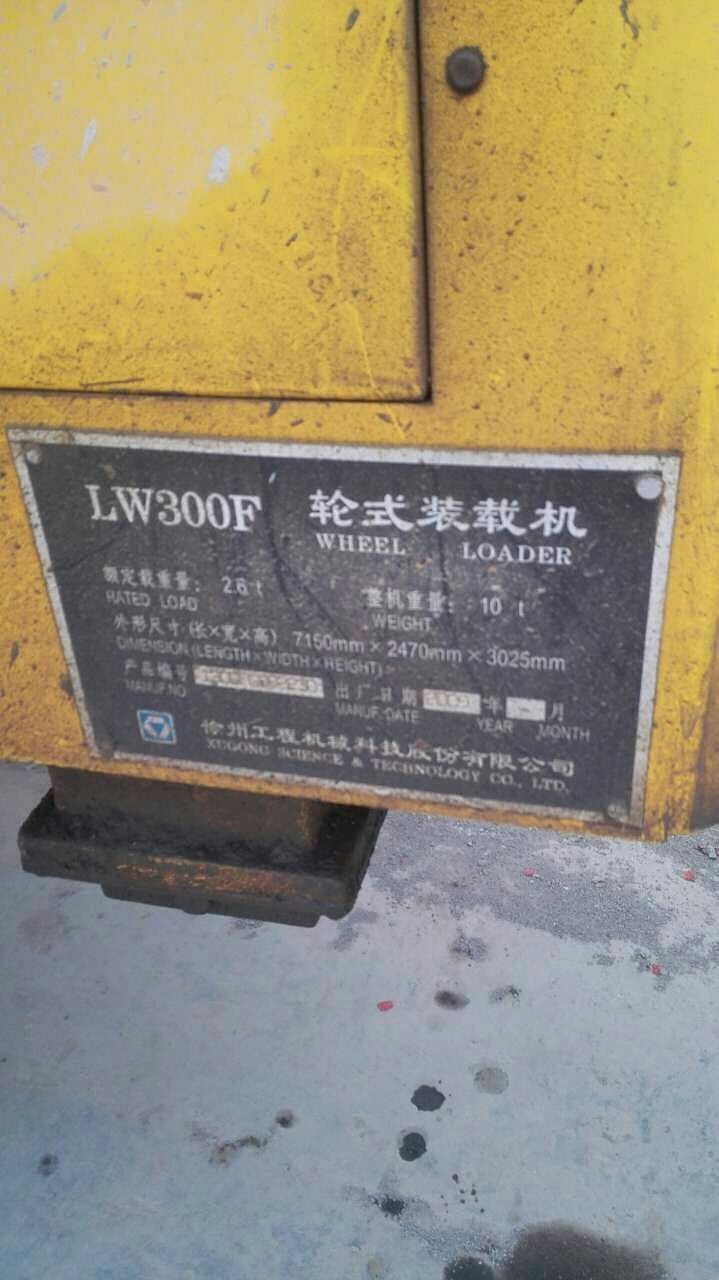 LW300F 轮式装载机
WHEEL LOADER
额定载重量: 2.6 t 整机重量: 10 t
RATED LOAD WEIGHT
外形尺寸 (长×宽×高) 7150mm × 2470mm × 3025mm
DIMENSION (LENGTH × WIDTH × HEIGHT)
产品编号 出厂日期 年 月
MANUF·NO MANUF·DATE YEAR MONTH
徐州工程机械科技股份有限公司
XUGONG SCIENCE & TECHNOLOGY CO., LTD.